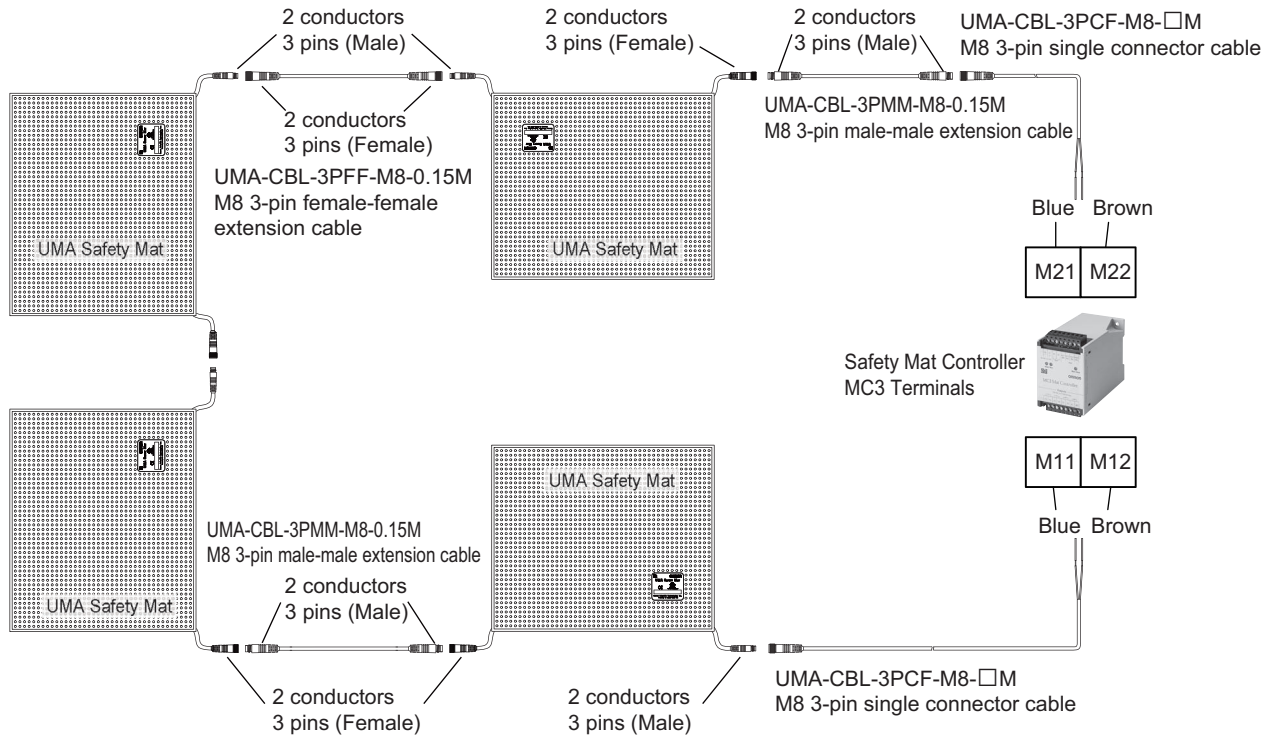 2 conductors
3 pins (Male)
2 conductors
3 pins (Female)
2 conductors
3 pins (Male)
UMA-CBL-3PCF-M8-□M
M8 3-pin single connector cable
2 conductors
3 pins (Female)
UMA-CBL-3PFF-M8-0.15M
M8 3-pin female-female
extension cable
UMA-CBL-3PMM-M8-0.15M
M8 3-pin male-male extension cable
UMA Safety Mat
UMA Safety Mat
Blue Brown
M21 M22
Safety Mat Controller
MC3 Terminals
M11 M12
Blue Brown
UMA Safety Mat
UMA-CBL-3PMM-M8-0.15M
M8 3-pin male-male extension cable
2 conductors
3 pins (Male)
UMA Safety Mat
2 conductors
3 pins (Female)
2 conductors
3 pins (Male)
UMA-CBL-3PCF-M8-□M
M8 3-pin single connector cable